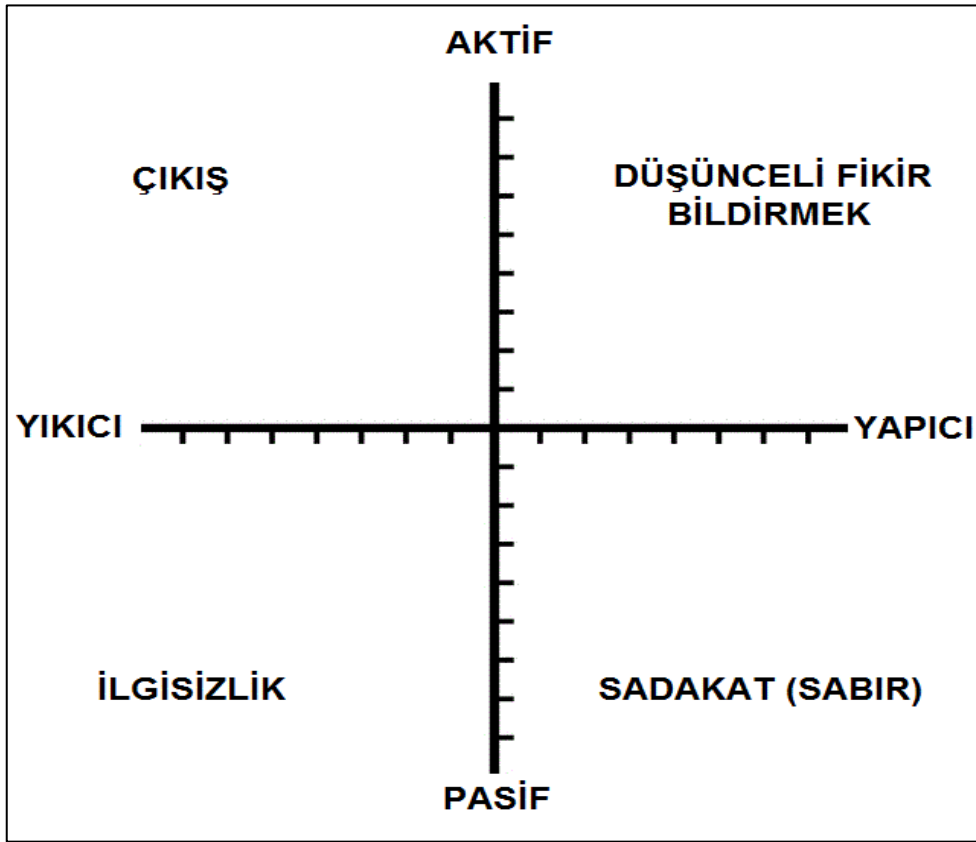 AKTİF
ÇIKIŞ
DÜŞÜNCELİ FİKİR
BİLDİRMEK
YIKICI
YAPICI
İLGİSİZLİK
SADAKAT (SABIR)
PASİF